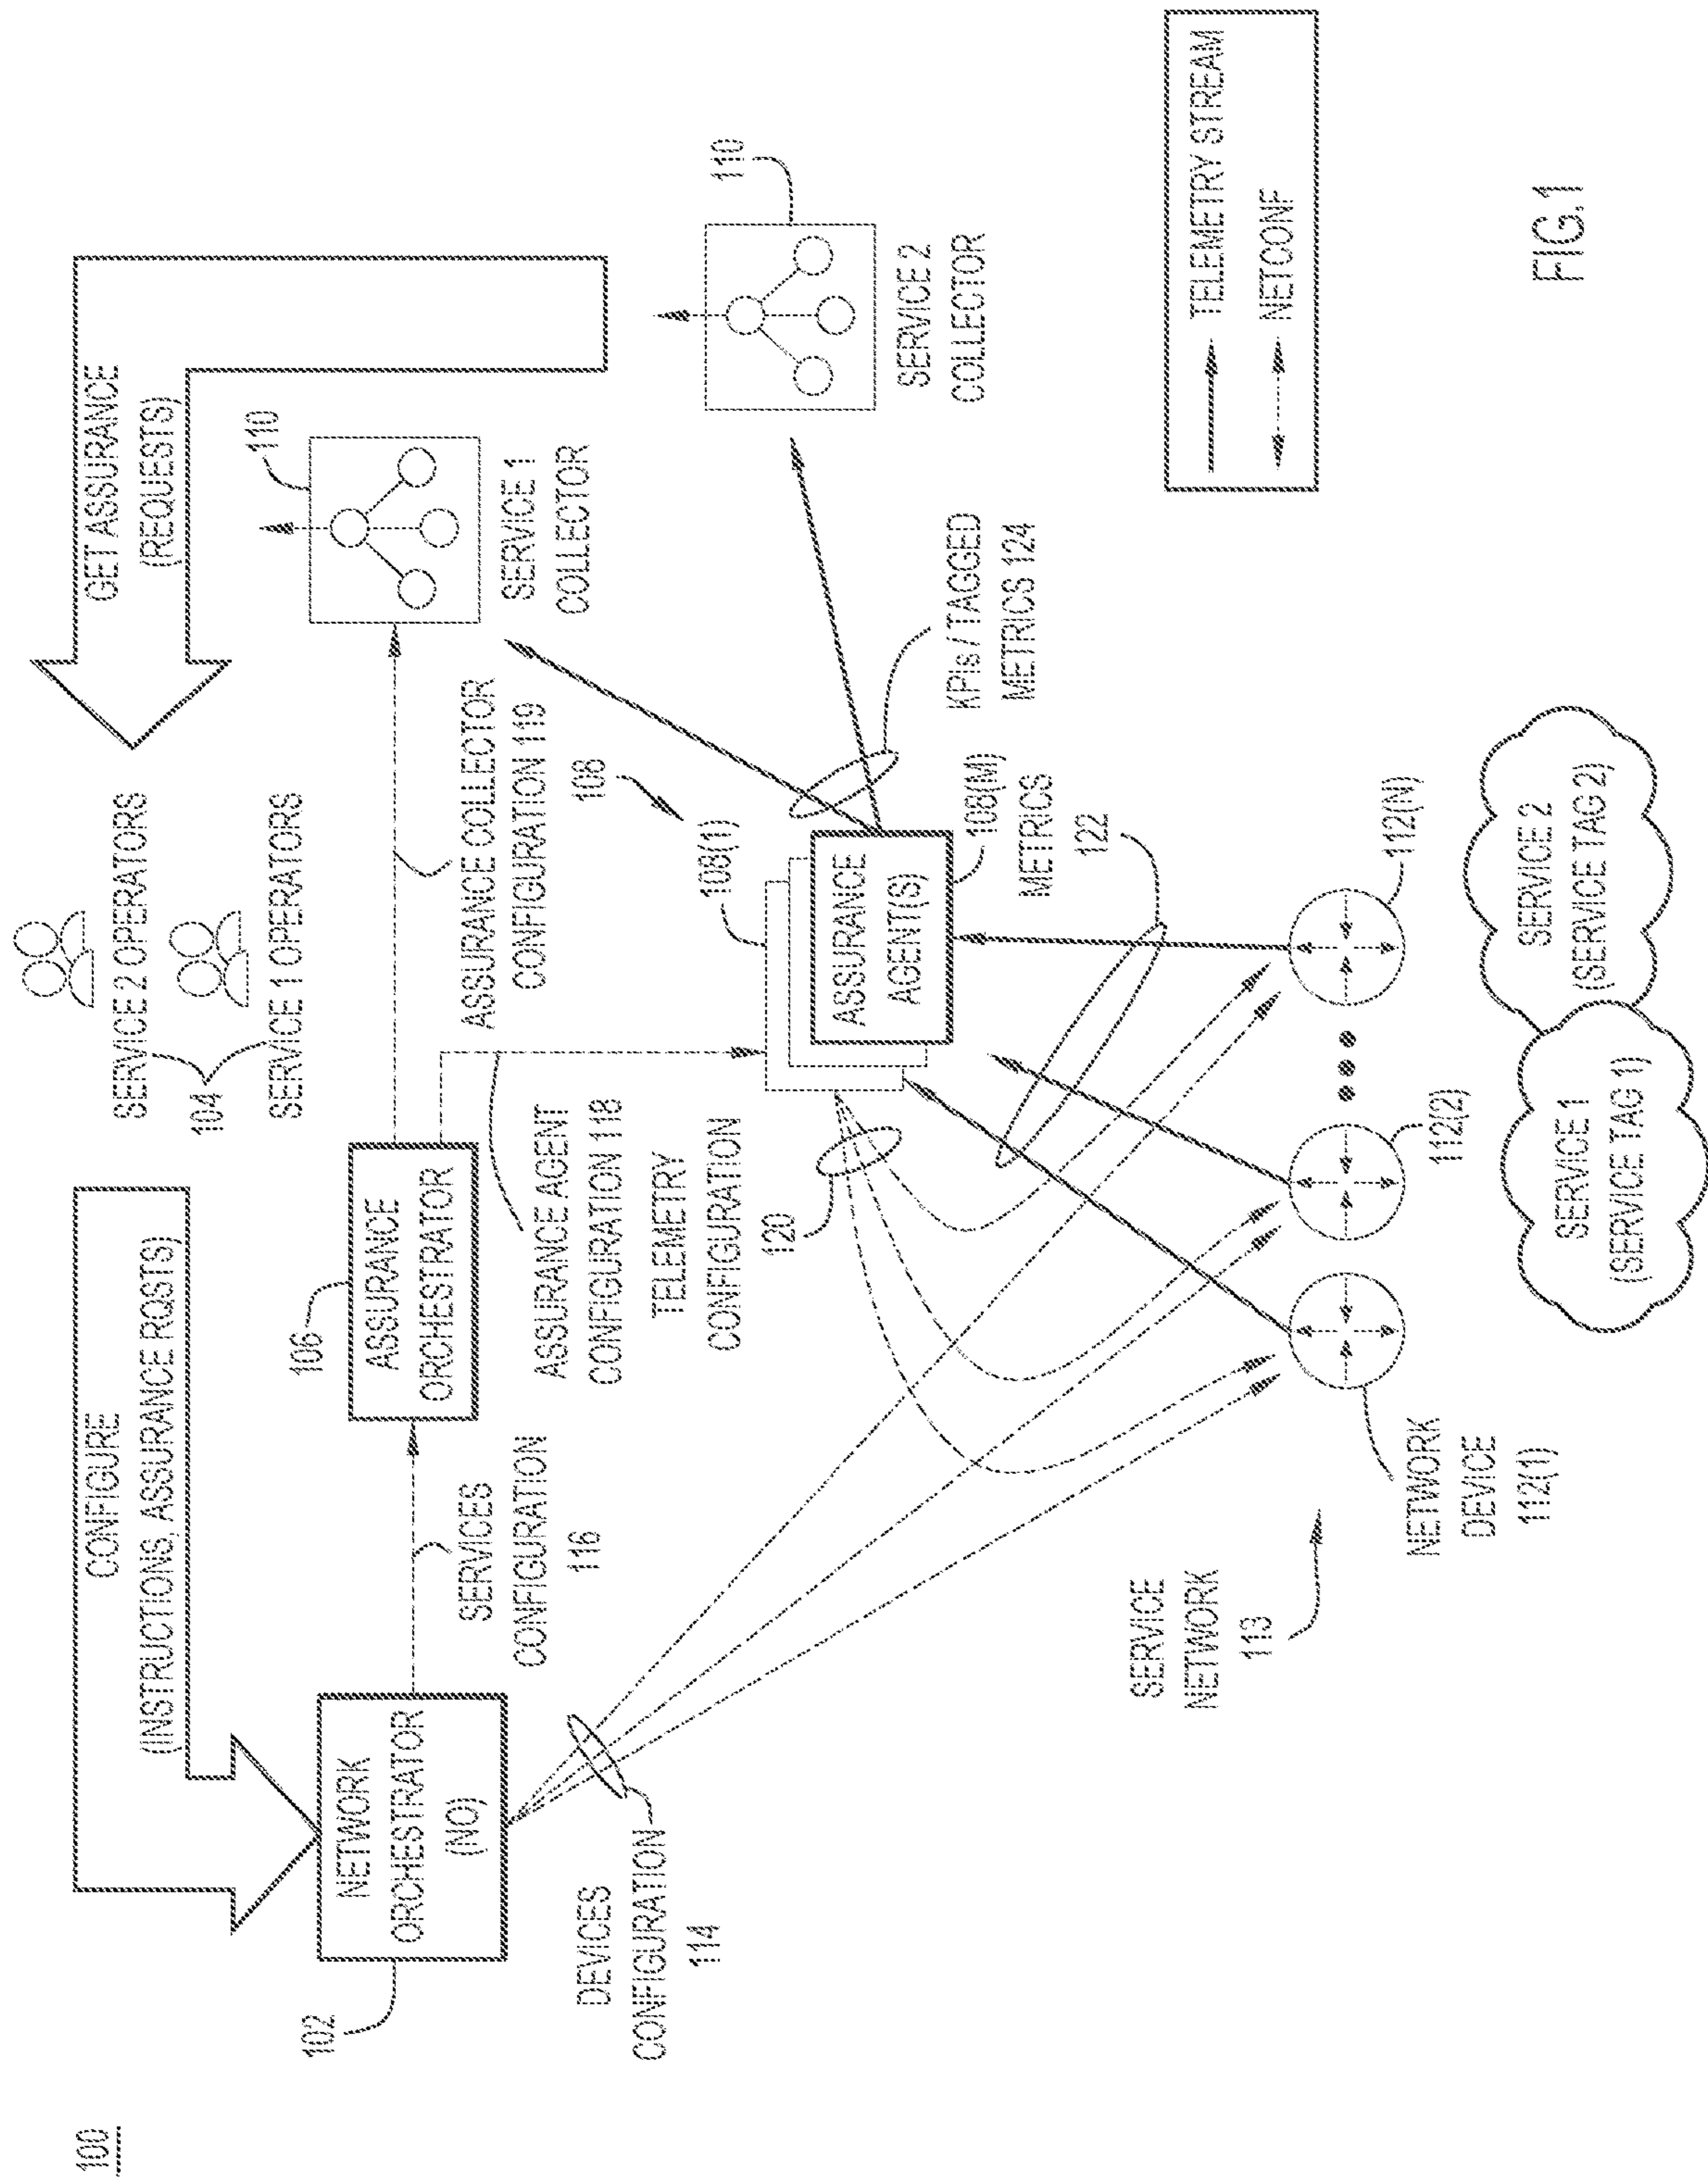 100
CONFIGURE
(INSTRUCTIONS, ASSURANCE RQSTS)
SERVICE 2 OPERATORS
104
SERVICE 1 OPERATORS
GET ASSURANCE
(REQUESTS)
102
NETWORK
ORCHESTRATOR
(NO)
SERVICES
CONFIGURATION
116
106
ASSURANCE
ORCHESTRATOR
ASSURANCE AGENT
CONFIGURATION 118
ASSURANCE COLLECTOR
CONFIGURATION 119
110
SERVICE 1
COLLECTOR
110
SERVICE 2
COLLECTOR
DEVICES
CONFIGURATION
114
TELEMETRY
CONFIGURATION
120
108
108(1)
ASSURANCE
AGENT(S)
108(M)
KPIs / TAGGED
METRICS 124
METRICS
122
SERVICE
NETWORK
113
NETWORK
DEVICE
112(1)
112(2)
112(N)
SERVICE 1
(SERVICE TAG 1)
SERVICE 2
(SERVICE TAG 2)
TELEMETRY STREAM
NETCONF
FIG.1